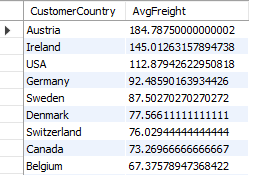 CustomerCountry AvgFreight
Austria 184.78750000000002
Ireland 145.01263157894738
USA 112.87942622950818
Germany 92.48590163934426
Sweden 87.50270270270272
Denmark 77.56611111111111
Switzerland 76.02944444444444
Canada 73.26966666666667
Belgium 67.37578947368422